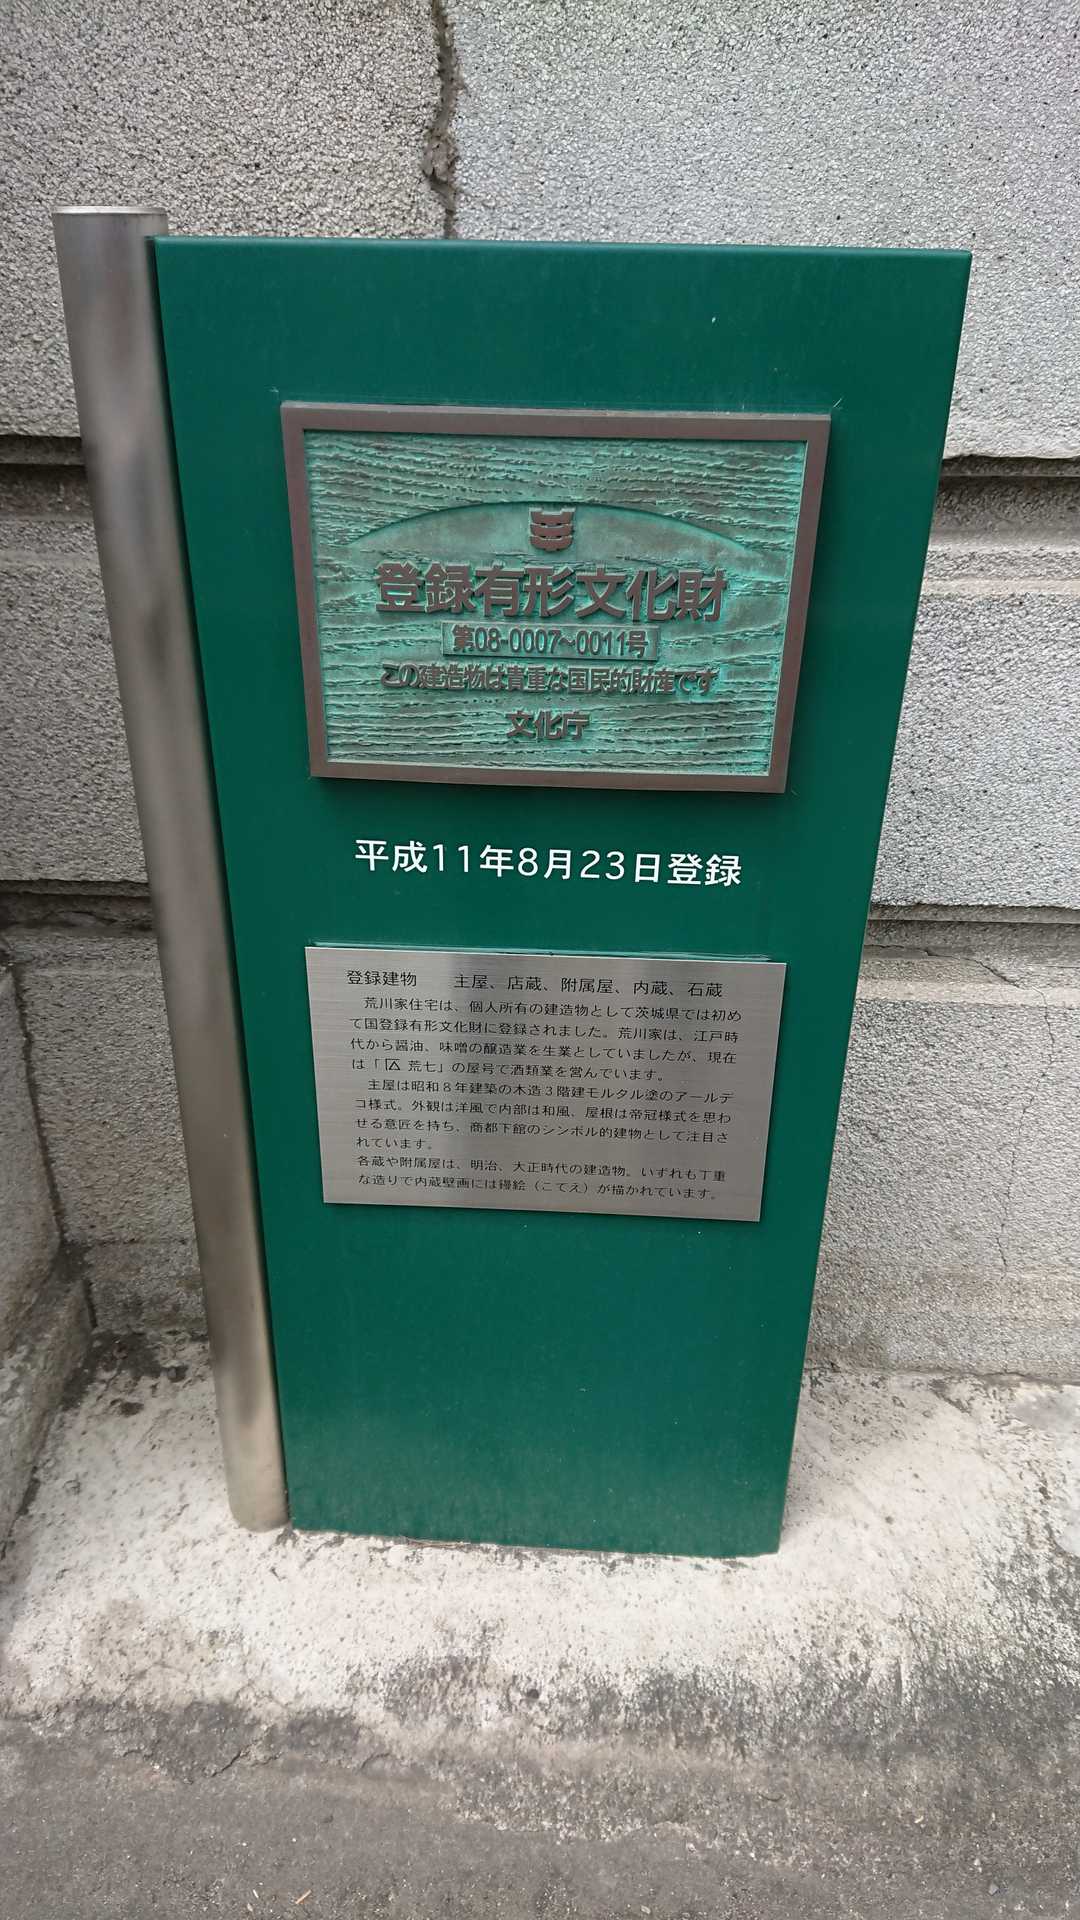 登録有形文化財
第08-0007~0011号
この建造物は貴重な国民的財産です
文化庁
平成11年8月23日登録
登録建物　主屋、店蔵、附属屋、内蔵、石蔵
荒川家住宅は、個人所有の建造物として茨城県では初め
て国登録有形文化財に登録されました。荒川家は、江戸時
代から醤油、味噌の醸造業を生業としていましたが、現在
は「荒七」の屋号で酒類業を営んでいます。
主屋は昭和８年建築の木造３階建モルタル塗のアールデ
コ様式。外観は洋風で内部は和風、屋根は帝冠様式を思わ
せる意匠を持ち、商都下館のシンボル的建物として注目さ
れています。
各蔵や附属屋は、明治、大正時代の建造物。いずれも丁重
な造りで内蔵壁画には鏝絵（こてえ）が描かれています。